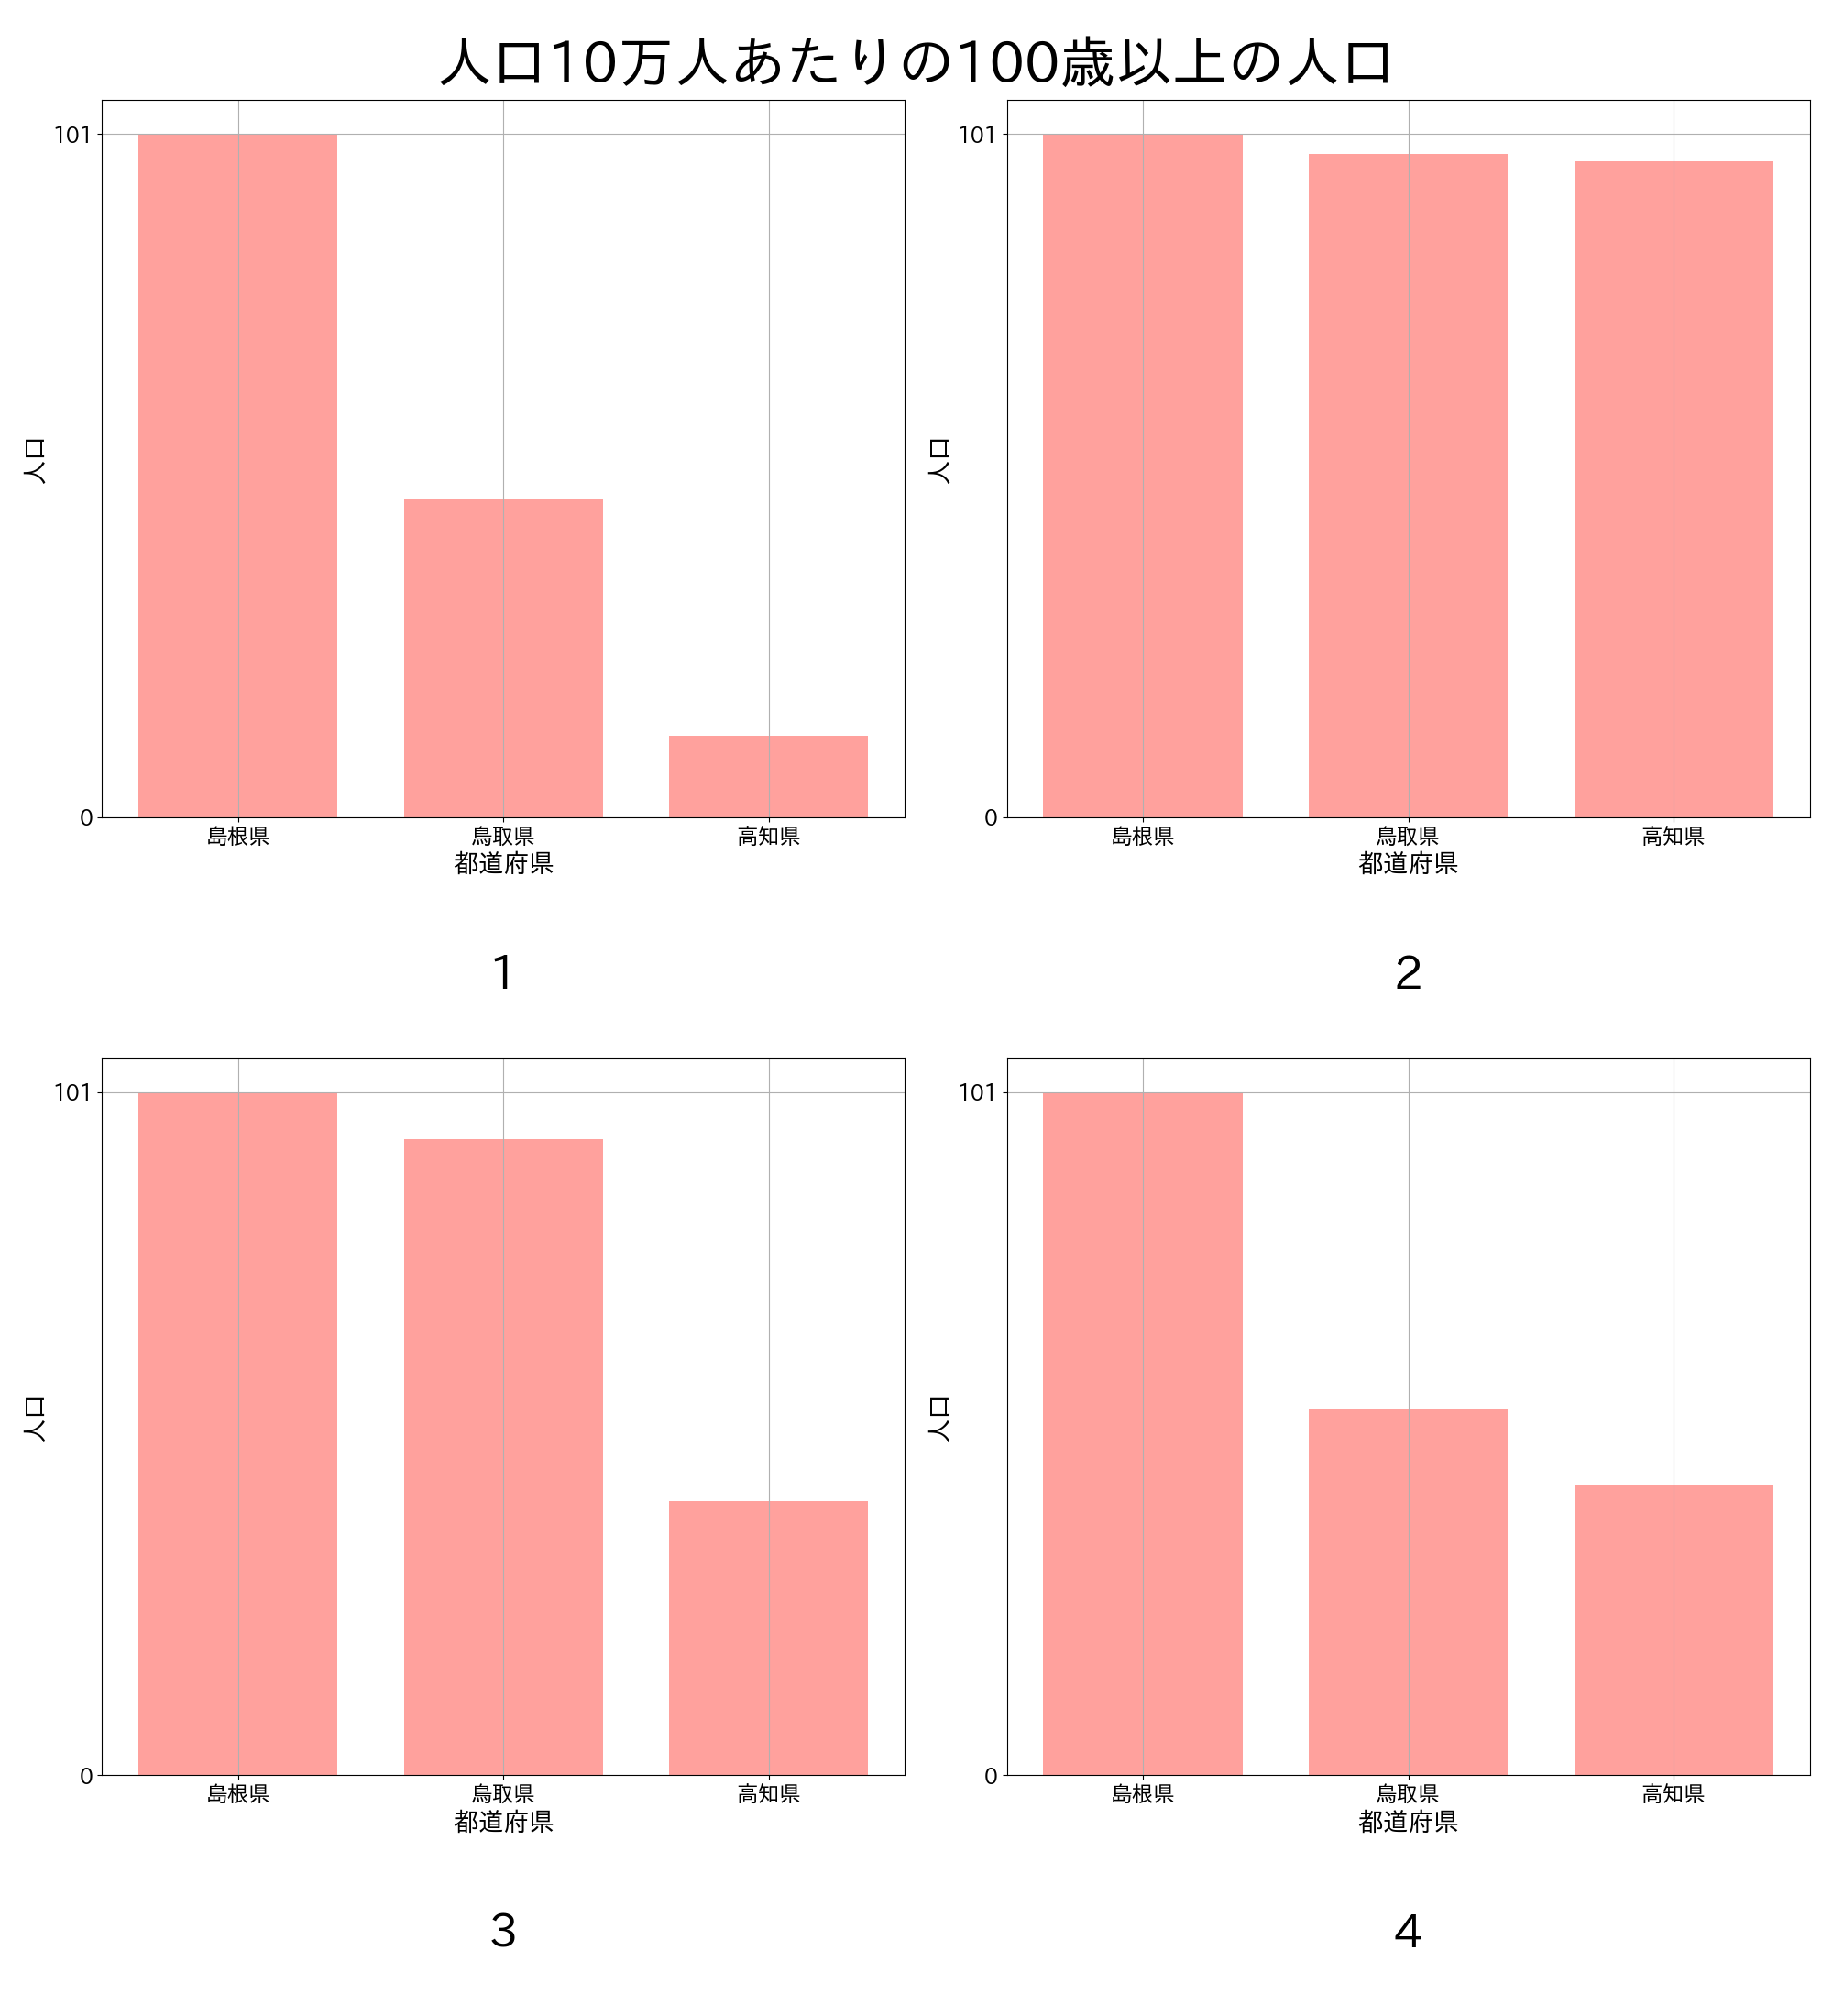 人口10万人あたりの100歳以上の人口
101
0
人口
島根県
鳥取県
高知県
都道府県
1
101
0
人口
島根県
鳥取県
高知県
都道府県
2
101
0
人口
島根県
鳥取県
高知県
都道府県
3
101
0
人口
島根県
鳥取県
高知県
都道府県
4